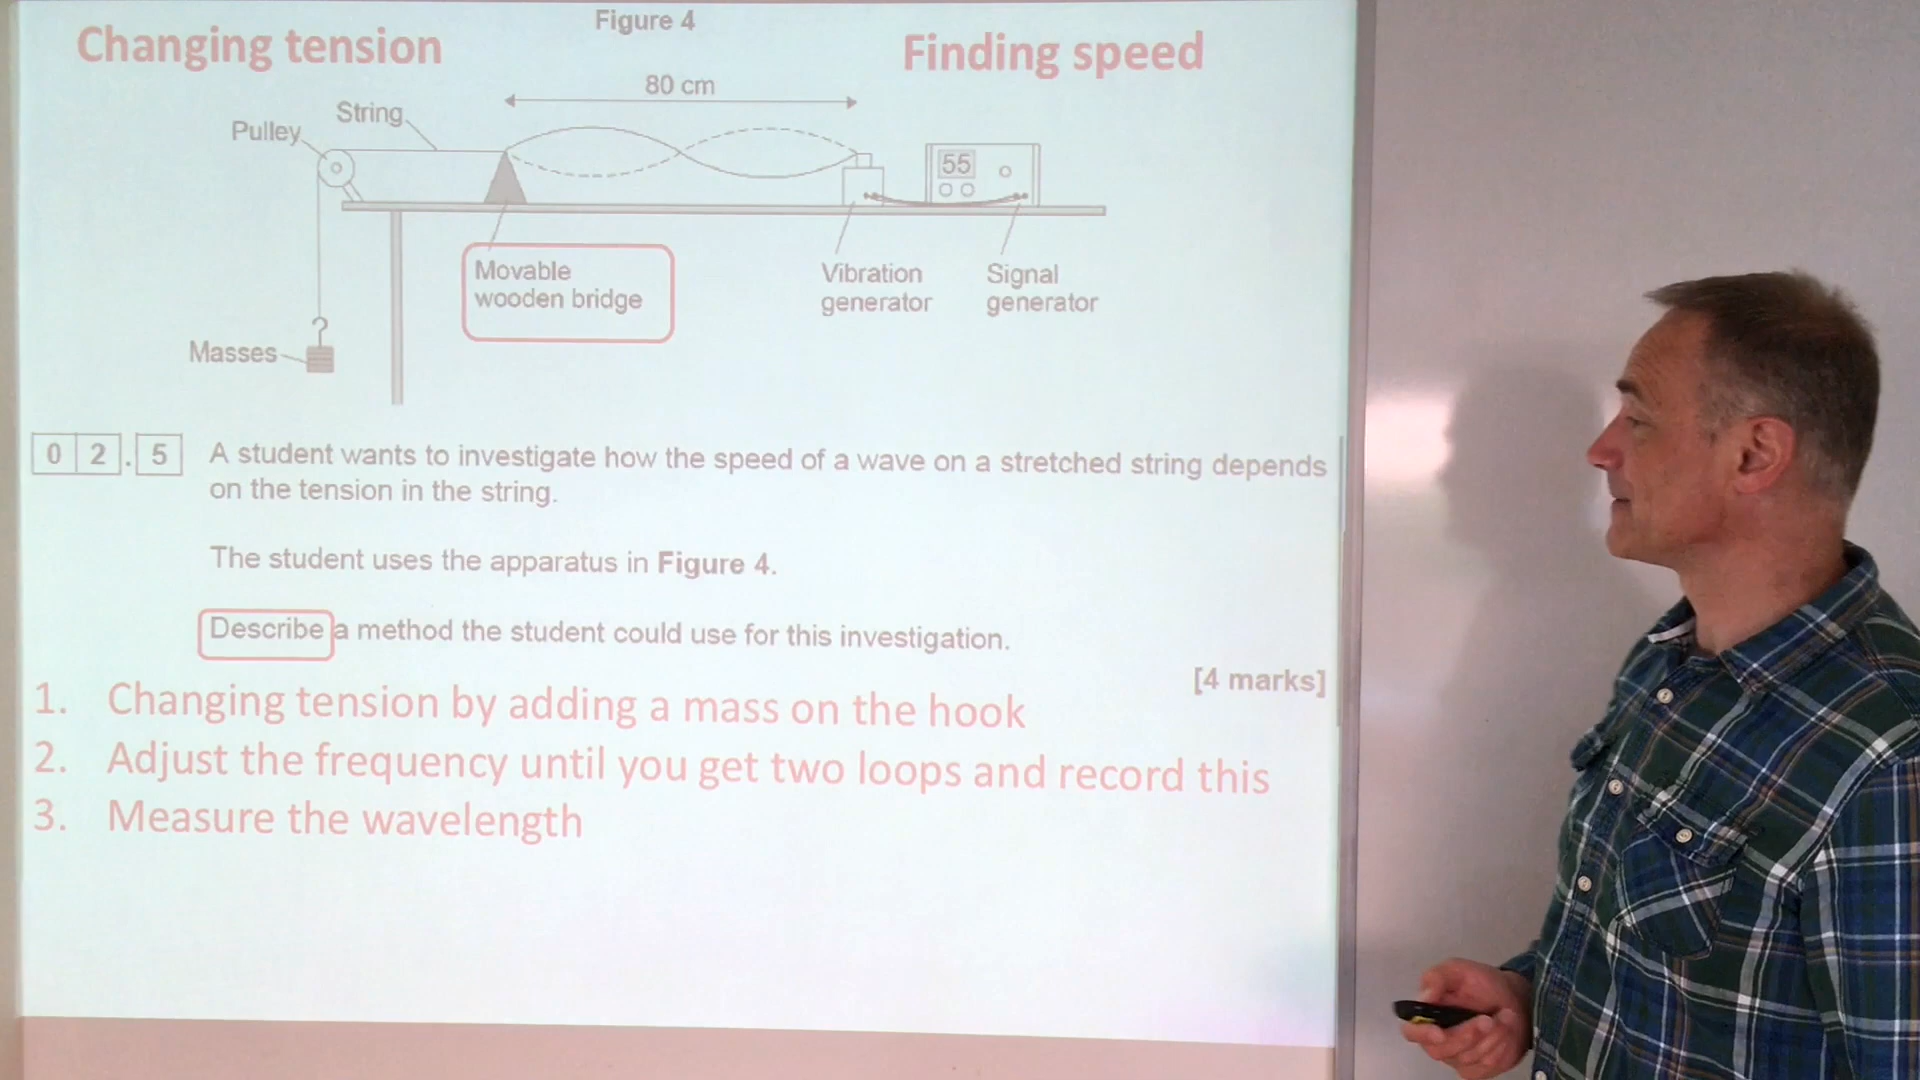 Figure 4
Changing tension
Finding speed
80 cm
String
Pulley
55
Movable
wooden bridge
Vibration
generator
Signal
generator
Masses
0 2 . 5 A student wants to investigate how the speed of a wave on a stretched string depends
on the tension in the string.
The student uses the apparatus in Figure 4.
Describe a method the student could use for this investigation.
[4 marks]
1. Changing tension by adding a mass on the hook
2. Adjust the frequency until you get two loops and record this
3. Measure the wavelength